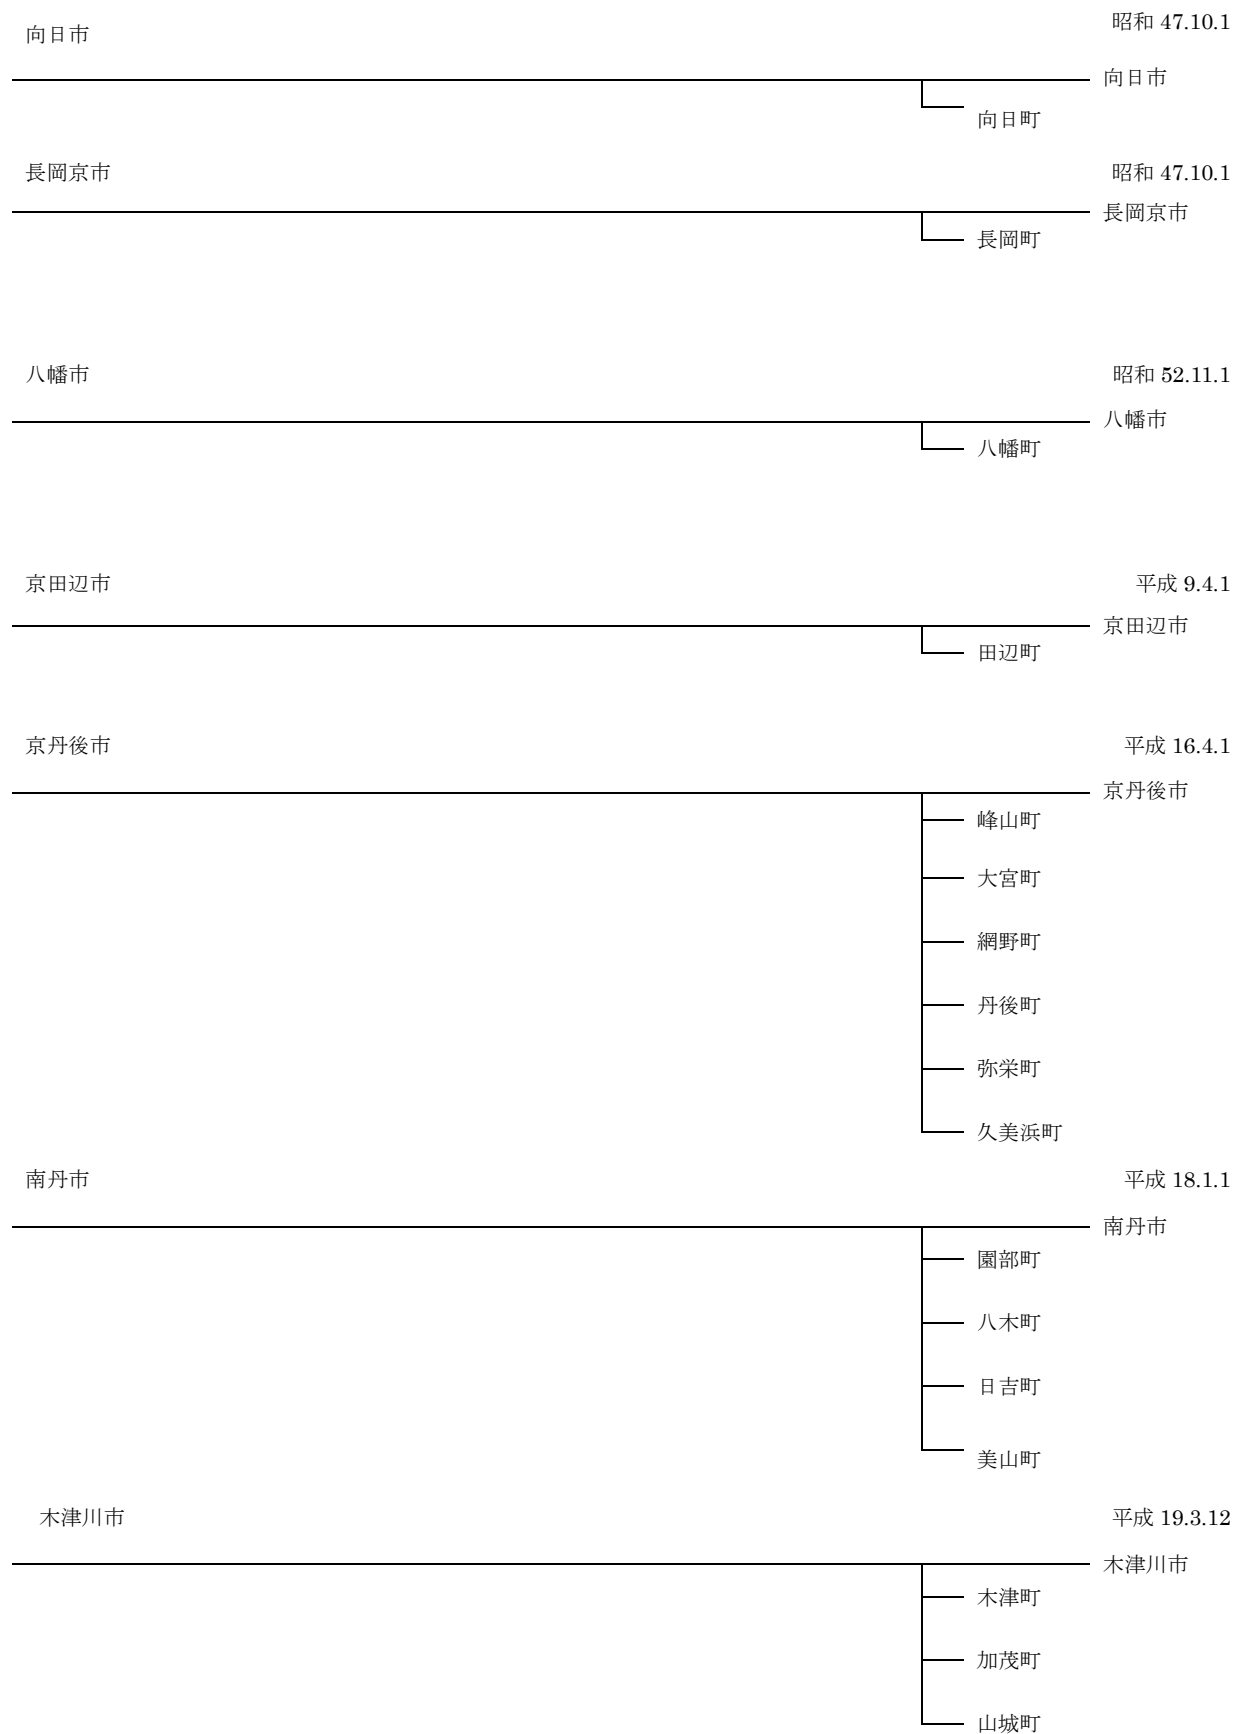 向日市
昭和 47.10.1
向日市
向日町
長岡京市
昭和 47.10.1
長岡京市
長岡町
八幡市
昭和 52.11.1
八幡市
八幡町
京田辺市
平成 9.4.1
京田辺市
田辺町
京丹後市
平成 16.4.1
京丹後市
峰山町
大宮町
網野町
丹後町
弥栄町
久美浜町
南丹市
平成 18.1.1
南丹市
園部町
八木町
日吉町
美山町
木津川市
平成 19.3.12
木津川市
木津町
加茂町
山城町